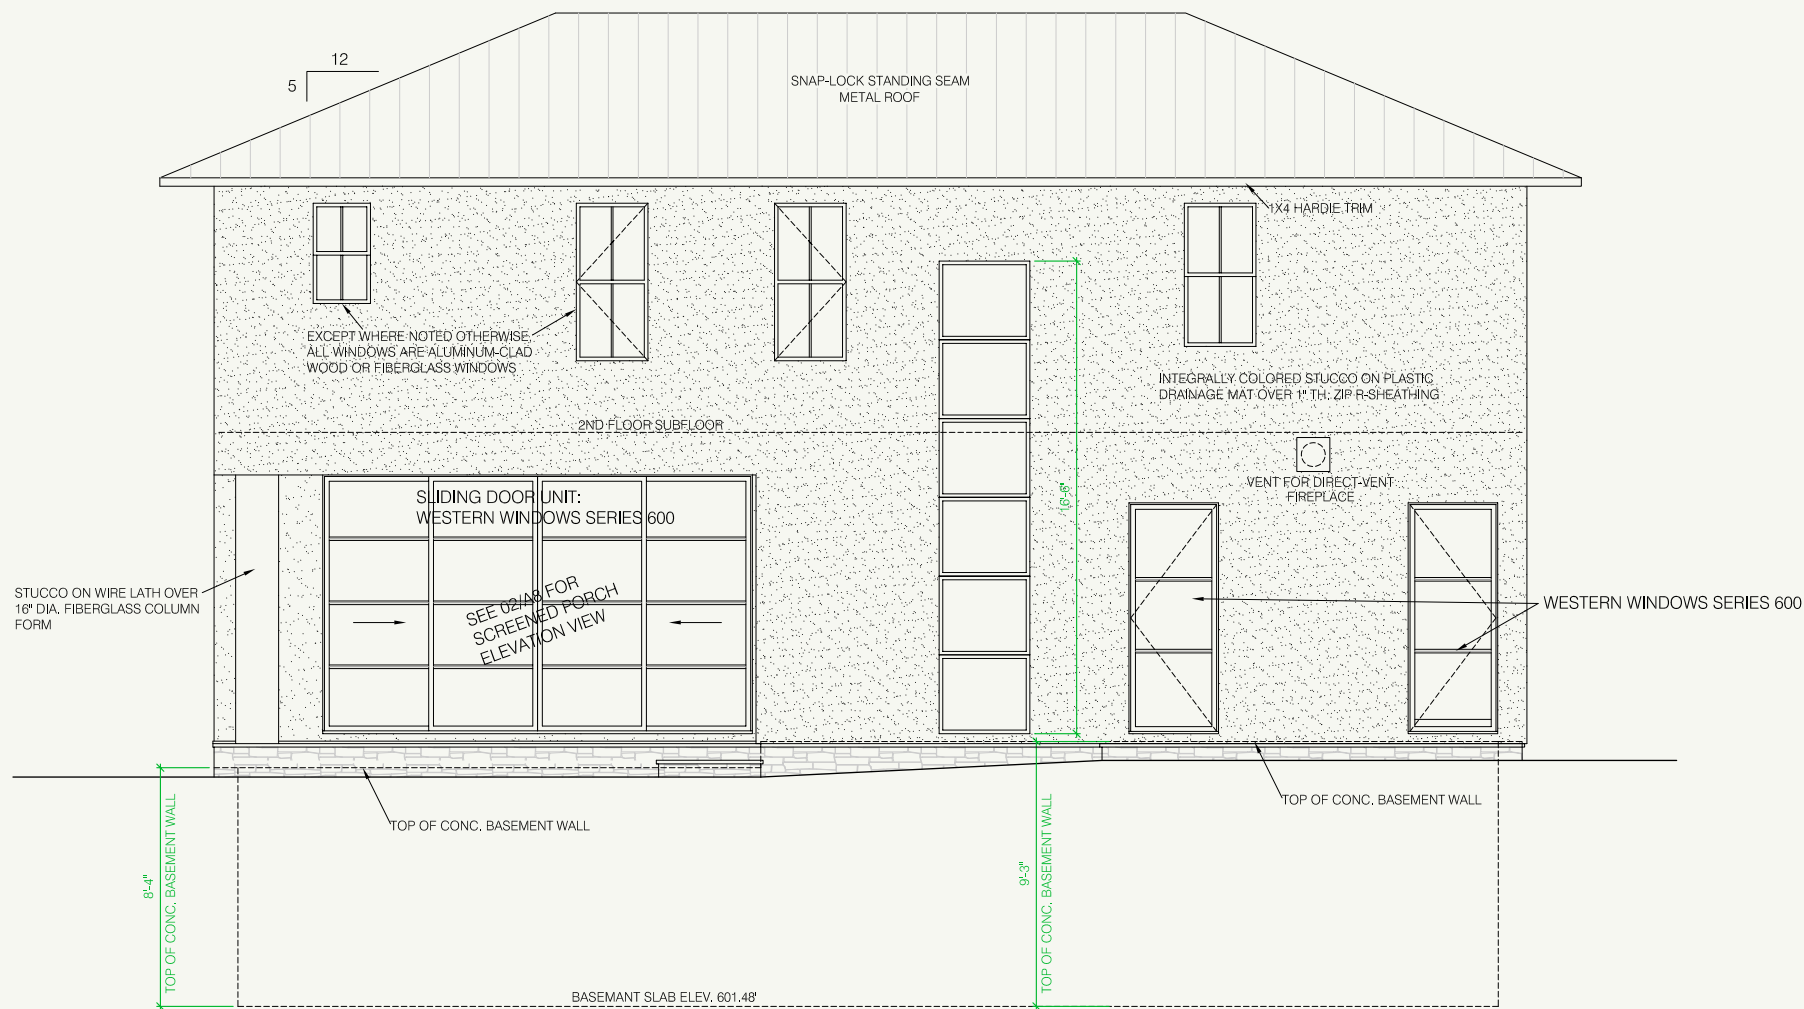 12
5
SNAP-LOCK STANDING SEAM
METAL ROOF
1X4 HARDIE TRIM
EXCEPT WHERE NOTED OTHERWISE,
ALL WINDOWS ARE ALUMINUM-CLAD
WOOD OR FIBERGLASS WINDOWS
INTEGRALLY COLORED STUCCO ON PLASTIC
DRAINAGE MAT OVER 1" TH. ZIP R-SHEATHING
2ND FLOOR SUBFLOOR
VENT FOR DIRECT-VENT
FIREPLACE
SLIDING DOOR UNIT:
WESTERN WINDOWS SERIES 600
16'-6"
SEE 02/A8 FOR
SCREENED PORCH
ELEVATION VIEW
STUCCO ON WIRE LATH OVER
16" DIA. FIBERGLASS COLUMN
FORM
WESTERN WINDOWS SERIES 600
TOP OF CONC. BASEMENT WALL
TOP OF CONC. BASEMENT WALL
8'-4"
TOP OF CONC. BASEMENT WALL
9'-3"
TOP OF CONC. BASEMENT WALL
BASEMANT SLAB ELEV. 601.48'